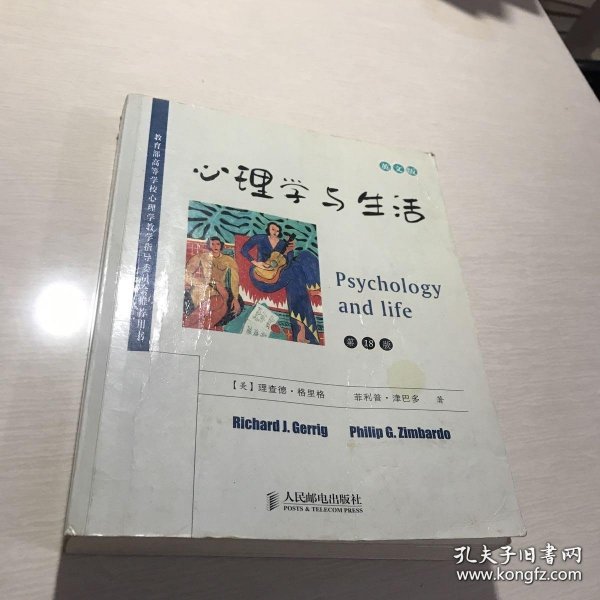 教育部高等学校心理学教学指导委员会推荐用书
英文版
心理学与生活
Psychology
and life
第18版
【美】理查德·格里格 菲利普·津巴多 著
Richard J. Gerrig Philip G. Zimbardo
人民邮电出版社
POSTS & TELECOM PRESS
孔夫子旧书网
www.kongfz.com